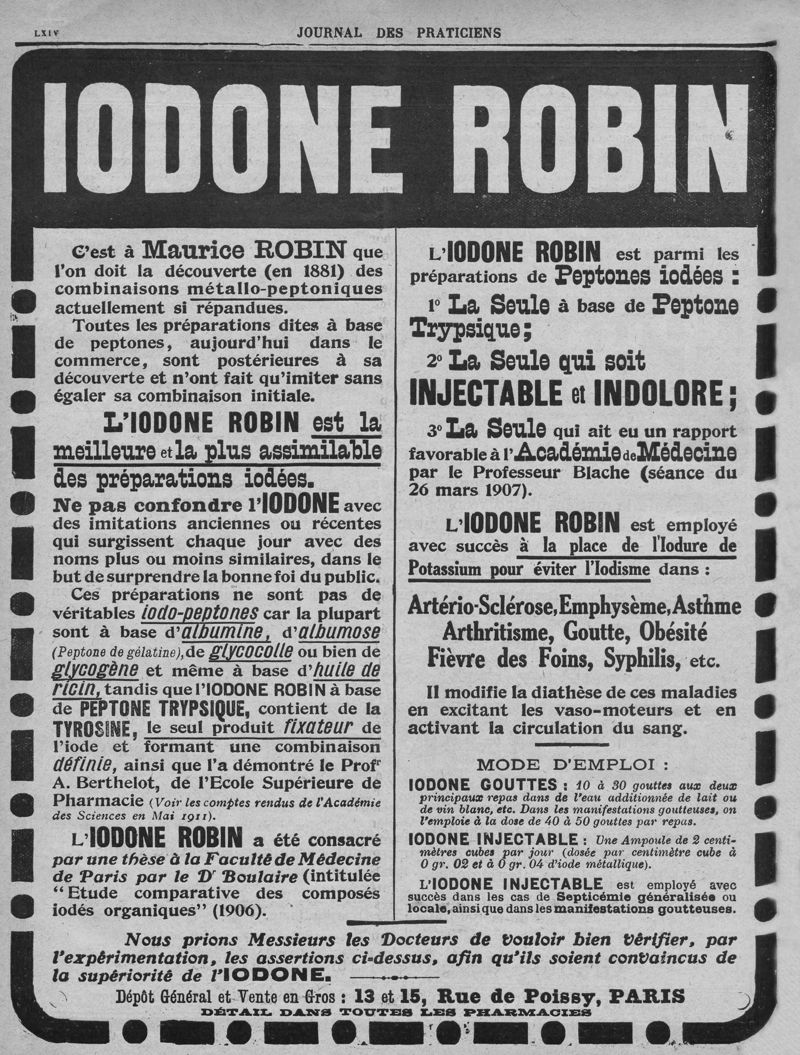 LXIV
JOURNAL DES PRATICIENS
IODONE ROBIN
C'est à Maurice ROBIN que
l'on doit la découverte (en 1881) des
combinaisons métallo-peptoniques
actuellement si répandues.
Toutes les préparations dites à base
de peptones, aujourd'hui dans le
commerce, sont postérieures à sa
découverte et n'ont fait qu'imiter sans
égaler sa combinaison initiale.
L'IODONE ROBIN est la
meilleure et la plus assimilable
des préparations iodées.
Ne pas confondre l'IODONE avec
des imitations anciennes ou récentes
qui surgissent chaque jour avec des
noms plus ou moins similaires, dans le
but de surprendre la bonne foi du public.
Ces préparations ne sont pas de
véritables iodo-peptones car la plupart
sont à base d'albumine, d'albumose
(Peptone de gélatine), de glycocolle ou bien de
glycogène et même à base d'huile de
ricin, tandis que l'IODONE ROBIN à base
de PEPTONE TRYPSIQUE, contient de la
TYROSINE, le seul produit fixateur de
l'iode et formant une combinaison
définie, ainsi que l'a démontré le Profr
A. Berthelot, de l'Ecole Supérieure de
Pharmacie (Voir les comptes rendus de l'Académie
des Sciences en Mai 1911).
L'IODONE ROBIN a été consacré
par une thèse à la Faculté de Médecine
de Paris par le Dr Boulaire (intitulée
"Etude comparative des composés
iodés organiques" (1906).
L'IODONE ROBIN est parmi les
préparations de Peptones iodées :
1° La Seule à base de Peptone
Trypsique;
2° La Seule qui soit
INJECTABLE et INDOLORE;
3° La Seule qui ait eu un rapport
favorable à l'Académie de Médecine
par le Professeur Blache (séance du
26 mars 1907).
L'IODONE ROBIN est employé
avec succès à la place de l'Iodure de
Potassium pour éviter l'Iodisme dans :
Artério-Sclérose, Emphysème, Asthme
Arthritisme, Goutte, Obésité
Fièvre des Foins, Syphilis, etc.
Il modifie la diathèse de ces maladies
en excitant les vaso-moteurs et en
activant la circulation du sang.
MODE D'EMPLOI :
IODONE GOUTTES : 10 à 30 gouttes aux deux
principaux repas dans de l'eau additionnée de lait ou
de vin blanc, etc. Dans les manifestations goutteuses, on
l'emploie à la dose de 40 à 50 gouttes par repas.
IODONE INJECTABLE : Une Ampoule de 2 centi-
mètres cubes par jour (dosée par centimètre cube à
0 gr. 02 et à 0 gr. 04 d'iode métallique).
L'IODONE INJECTABLE est employé avec
succès dans les cas de Septicémie généralisée ou
locale, ainsi que dans les manifestations goutteuses.
Nous prions Messieurs les Docteurs de vouloir bien vérifier, par
l'expérimentation, les assertions ci-dessus, afin qu'ils soient convaincus de
la supériorité de l'IODONE.
Dépôt Général et Vente en Gros : 13 et 15, Rue de Poissy, PARIS
DÉTAIL DANS TOUTES LES PHARMACIES